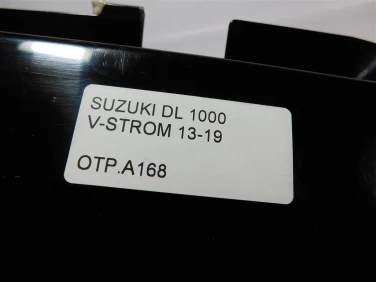 SUZUKI DL 1000
V-STROM 13-19
OTP.A168